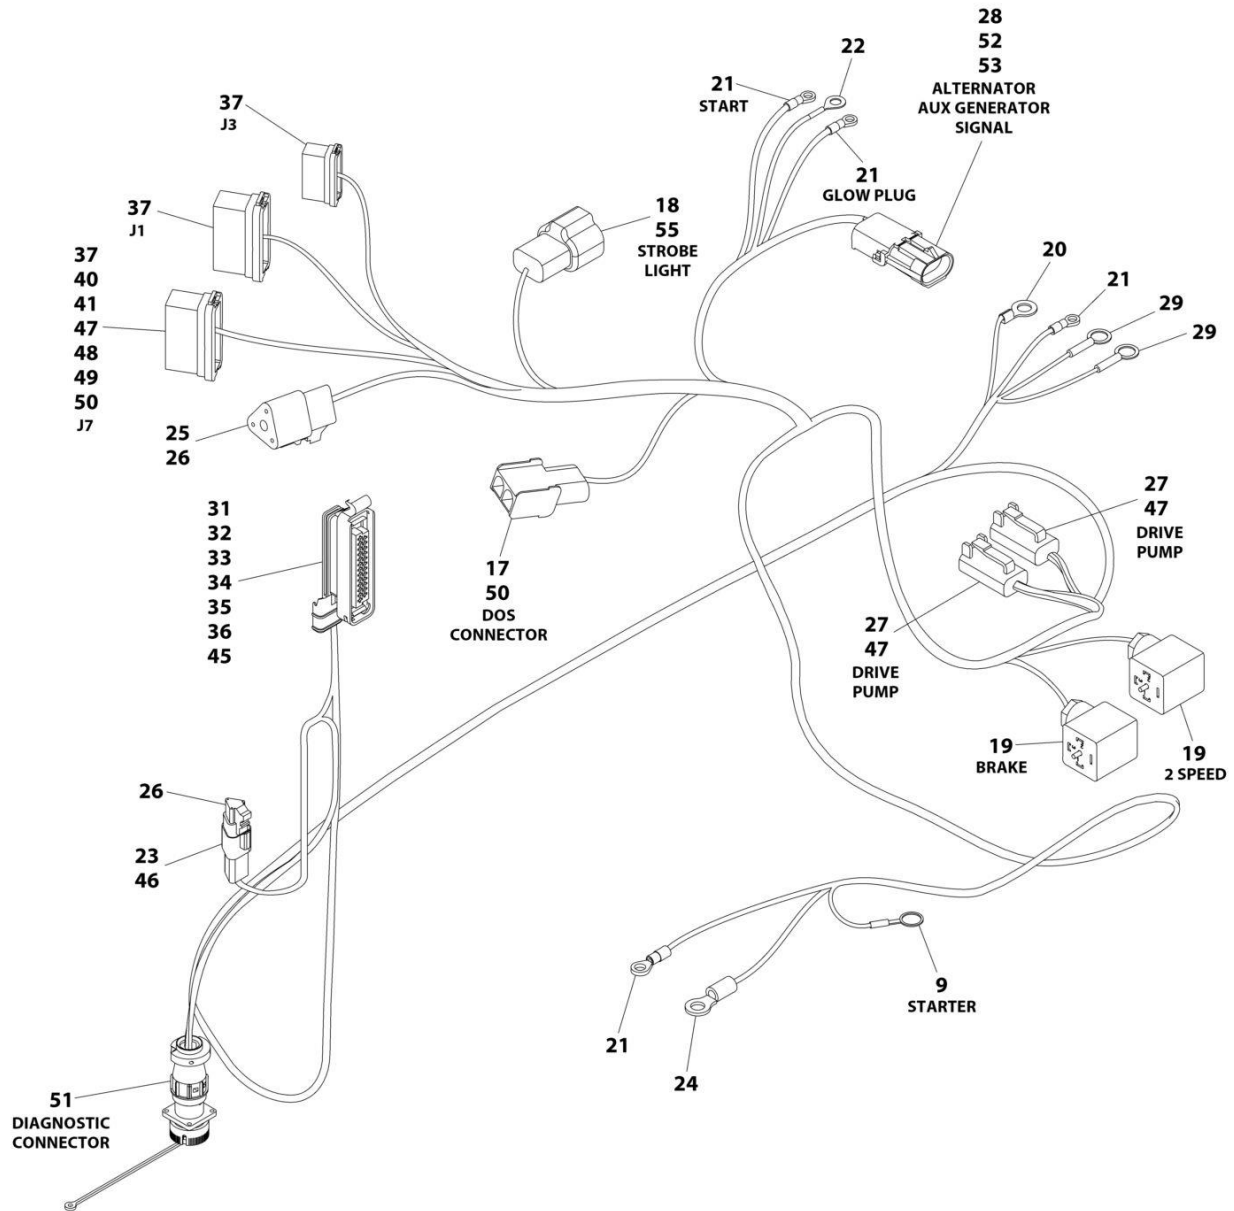 28
52
53
ALTERNATOR
AUX GENERATOR
SIGNAL
22
21
START
21
GLOW PLUG
37
J3
37
J1
18
55
STROBE
LIGHT
37
40
41
47
48
49
50
J7
20
21
29
29
25
26
31
32
33
34
35
36
45
17
50
DOS
CONNECTOR
27
47
DRIVE
PUMP
27
47
DRIVE
PUMP
19
BRAKE
19
2 SPEED
26
23
46
9
STARTER
21
24
51
DIAGNOSTIC
CONNECTOR